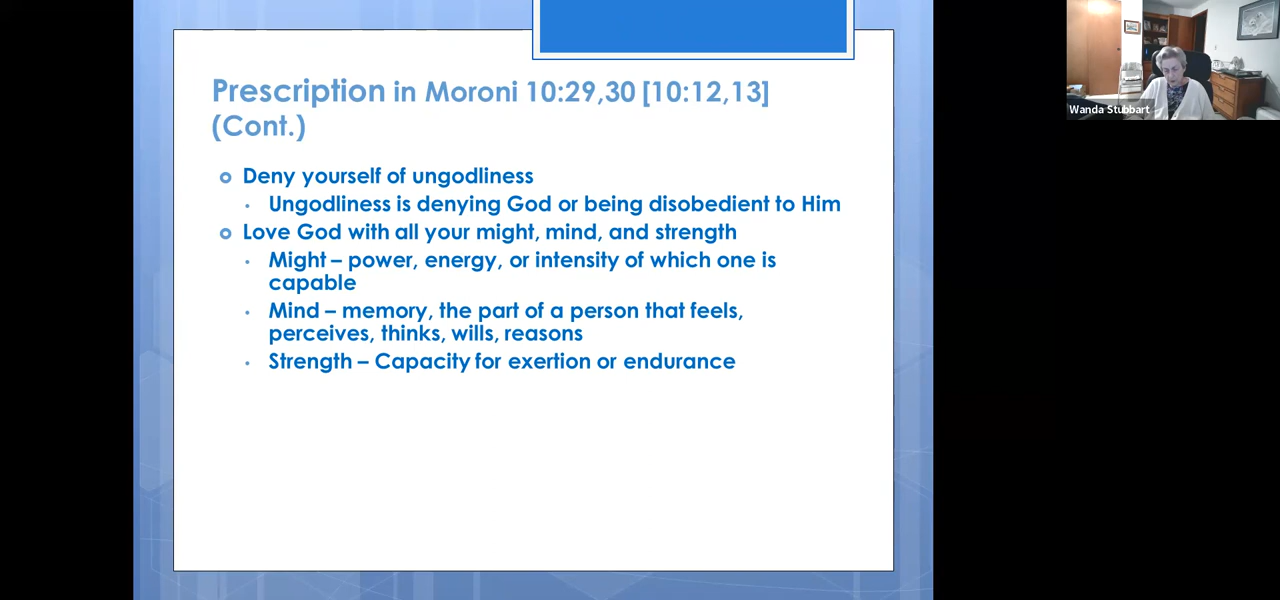 Prescription in Moroni 10:29,30 [10:12,13]
(Cont.)
Deny yourself of ungodliness
Ungodliness is denying God or being disobedient to Him
Love God with all your might, mind, and strength
Might – power, energy, or intensity of which one is
capable
Mind – memory, the part of a person that feels,
perceives, thinks, wills, reasons
Strength – Capacity for exertion or endurance
Wanda Stubbart